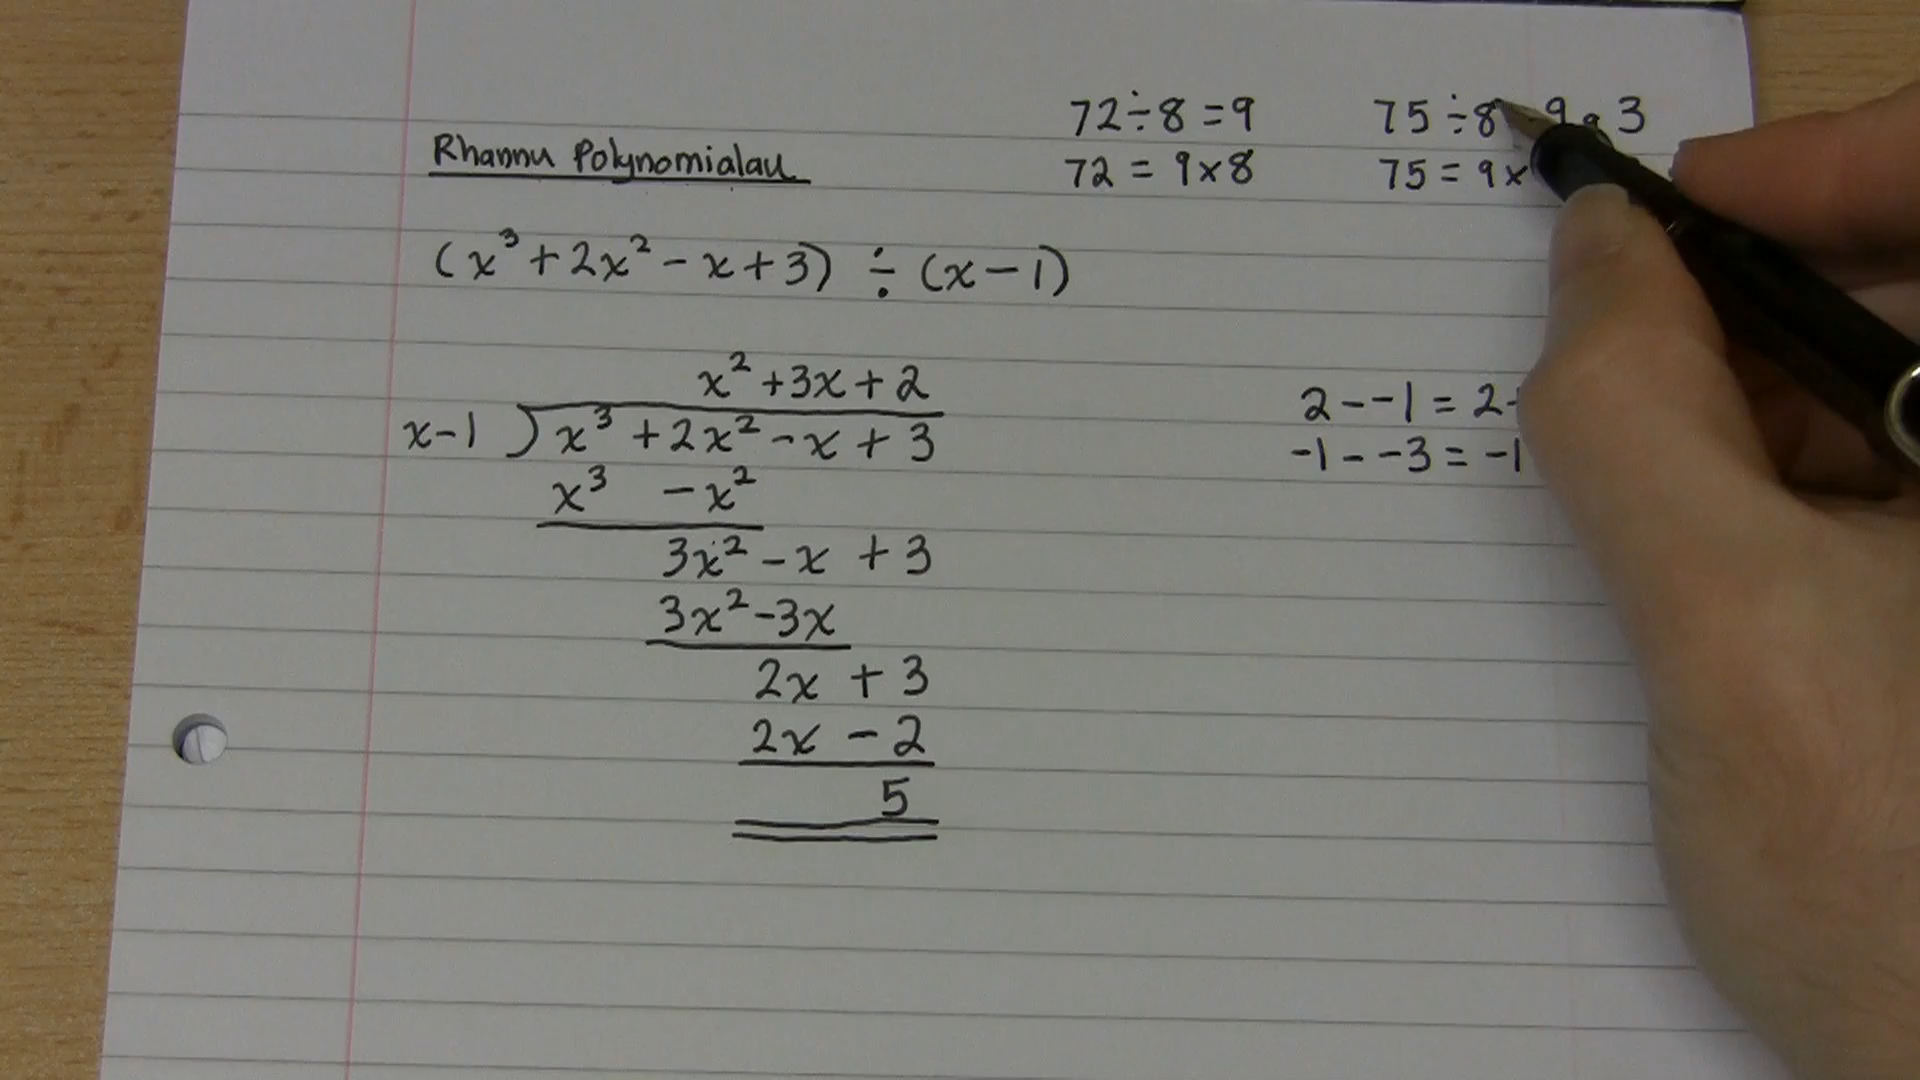 72÷8=9
75÷8 9 3
Rhannu Polynomialau
72 = 9×8
75 = 9×
(x³+2x²-x+3) ÷ (x-1)
x²+3x+2
x-1 ) x³+2x²-x+3
x³ -x²
3x²-x+3
3x²-3x
2x+3
2x-2
5
2--1=2-
-1--3=-1